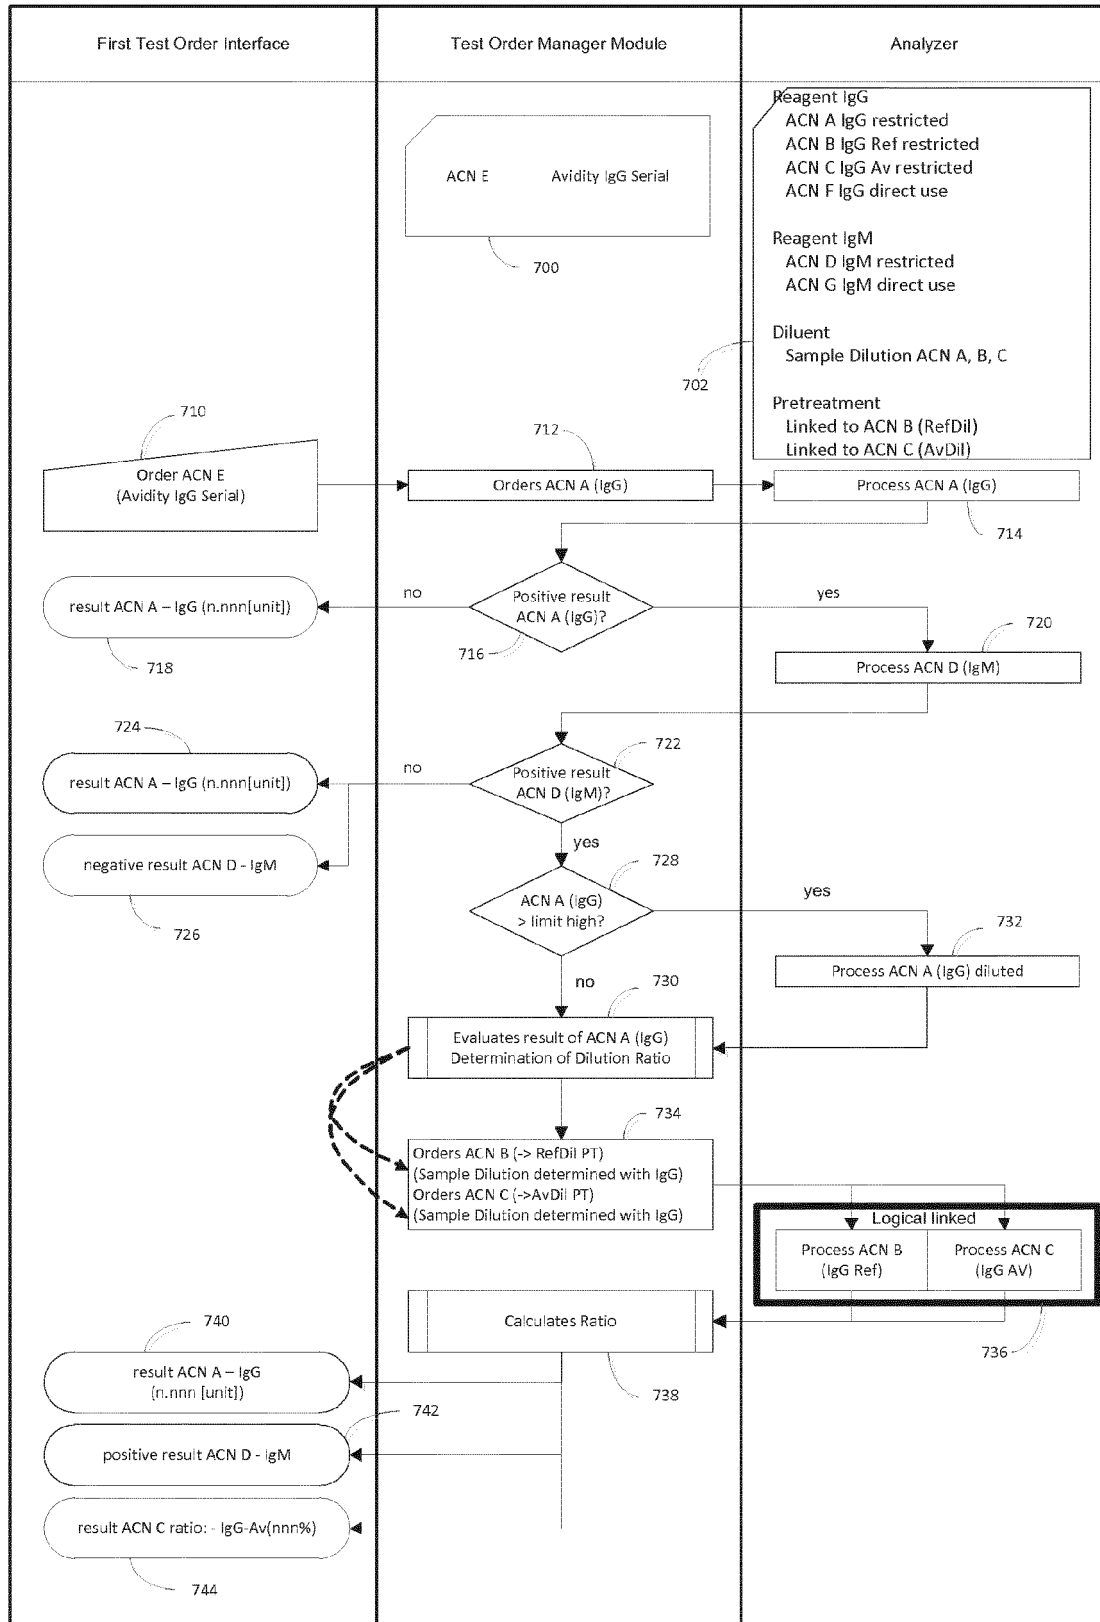 First Test Order Interface
Test Order Manager Module
Analyzer
ACN E Avidity IgG Serial
700
Reagent IgG
ACN A IgG restricted
ACN B IgG Ref restricted
ACN C IgG Av restricted
ACN F IgG direct use
Reagent IgM
ACN D IgM restricted
ACN G IgM direct use
Diluent
Sample Dilution ACN A, B, C
Pretreatment
Linked to ACN B (RefDil)
Linked to ACN C (AvDil)
702
710
Order ACN E
(Avidity IgG Serial)
712
Orders ACN A (IgG)
Process ACN A (IgG)
714
Positive result
ACN A (IgG)?
716
no
yes
result ACN A – IgG (n.nnn[unit])
718
720
Process ACN D (IgM)
724
722
Positive result
ACN D (IgM)?
no
result ACN A – IgG (n.nnn[unit])
yes
negative result ACN D - IgM
726
728
ACN A (IgG)
> limit high?
yes
732
Process ACN A (IgG) diluted
no
730
Evaluates result of ACN A (IgG)
Determination of Dilution Ratio
734
Orders ACN B (-> RefDil PT)
(Sample Dilution determined with IgG)
Orders ACN C (->AvDil PT)
(Sample Dilution determined with IgG)
Logical linked
Process ACN B
(IgG Ref)
Process ACN C
(IgG AV)
736
Calculates Ratio
738
740
result ACN A – IgG
(n.nnn [unit])
742
positive result ACN D - IgM
result ACN C ratio: - IgG-Av(nnn%)
744